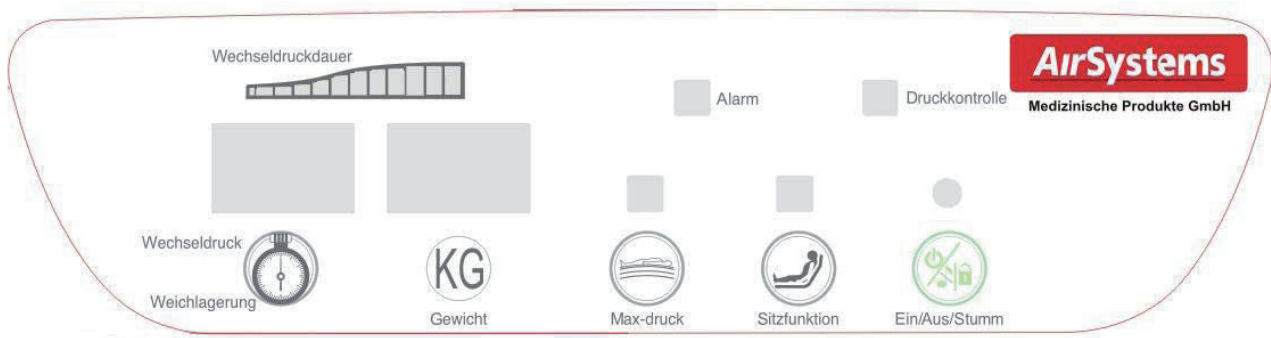 Wechseldruckdauer
AirSystems
Medizinische Produkte GmbH
Alarm
Druckkontrolle
Wechseldruck
Weichlagerung
KG
Gewicht
Max-druck
Sitzfunktion
Ein/Aus/Stumm